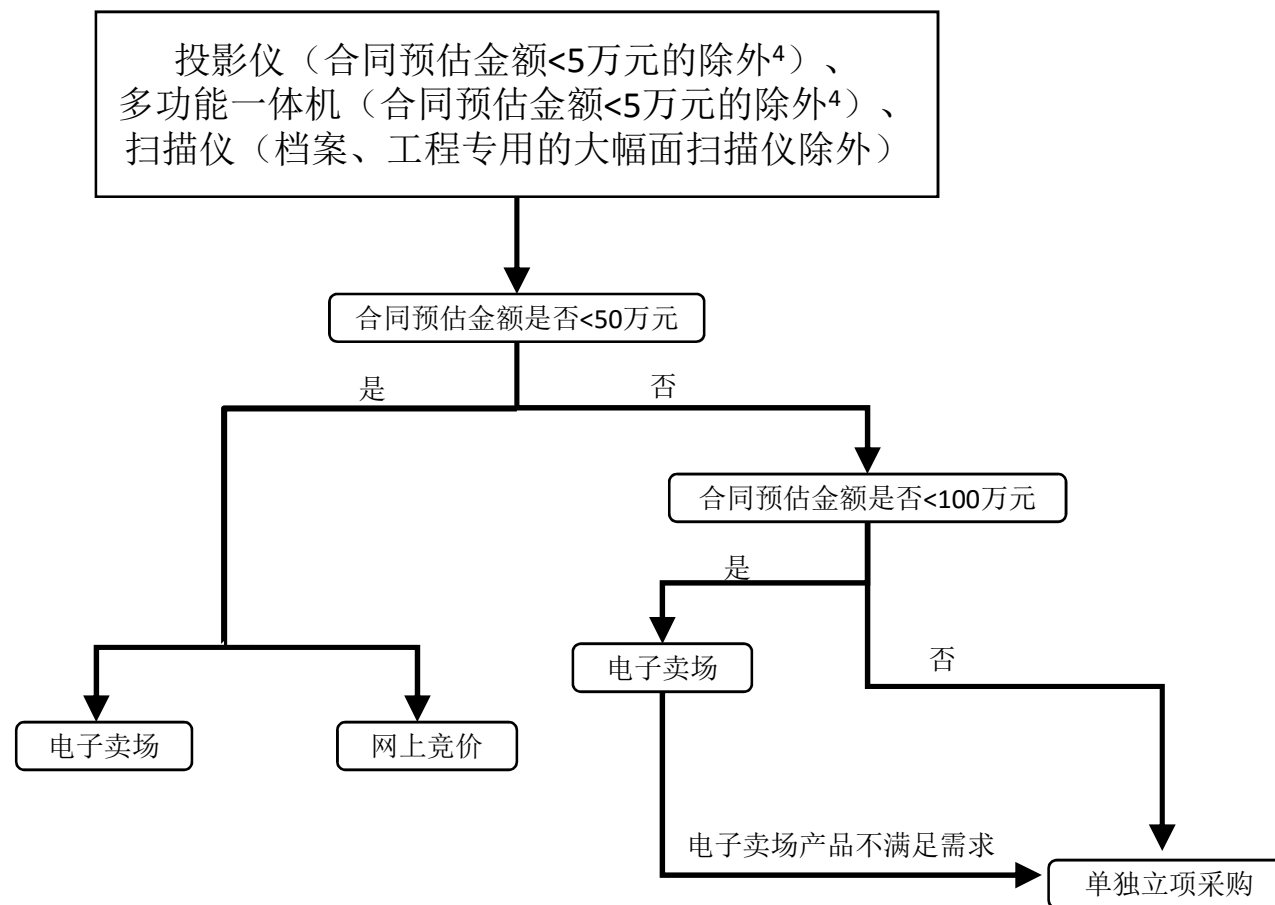 投影仪（合同预估金额<5万元的除外⁴）、
多功能一体机（合同预估金额<5万元的除外⁴）、
扫描仪（档案、工程专用的大幅面扫描仪除外）
合同预估金额是否<50万元
是
否
合同预估金额是否<100万元
是
电子卖场
否
电子卖场
网上竞价
电子卖场产品不满足需求
单独立项采购